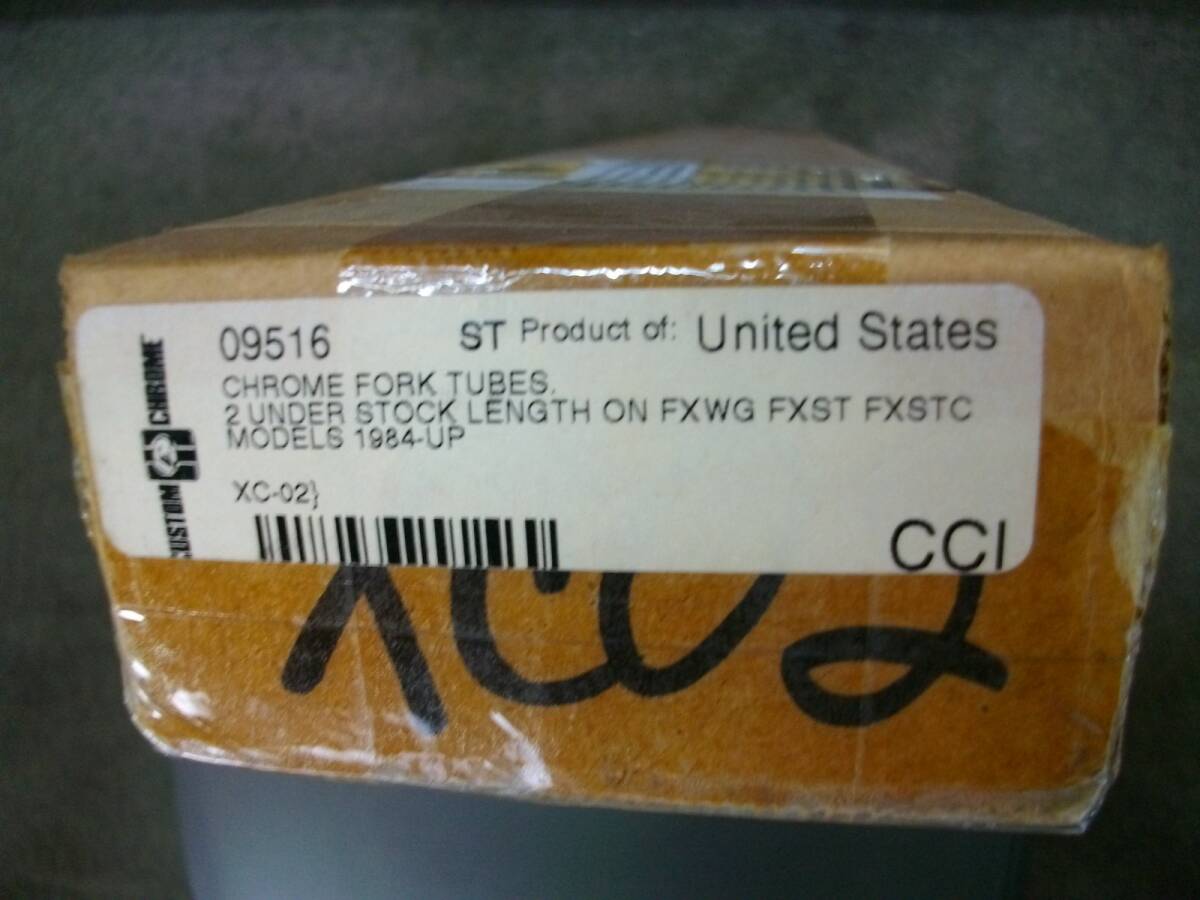 09516 ST Product of: United States
CHROME FORK TUBES.
2 UNDER STOCK LENGTH ON FXWG FXST FXSTC
MODELS 1984-UP
XC-02}
CCI
CUSTOM CHROME
XC02